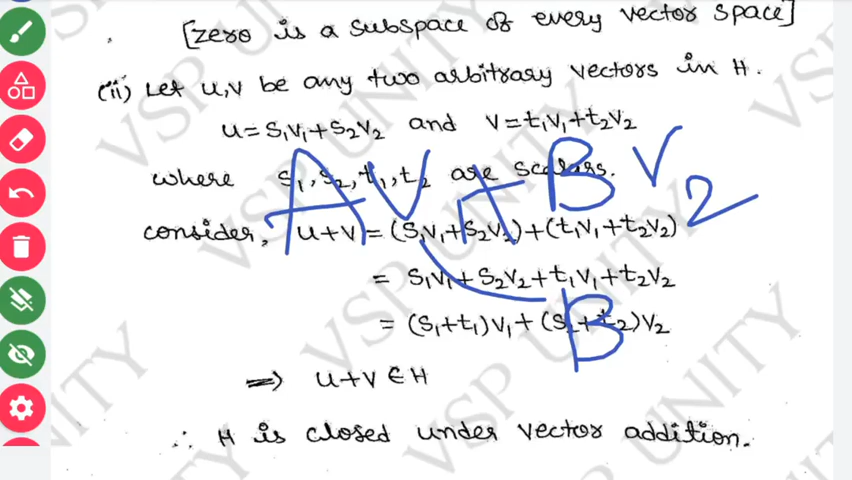 [zero is a subspace of every vector space]
(ii) Let u,v be any two arbitrary vectors in H.
u=s₁v₁+s₂v₂ and v=t₁v₁+t₂v₂
where s₁,s₂,t₁,t₂ are scalars.
consider, u+v=(s₁v₁+s₂v₂)+(t₁v₁+t₂v₂)
= s₁v₁+s₂v₂+t₁v₁+t₂v₂
= (s₁+t₁)v₁+(s₂+t₂)v₂
⇒ u+v∈H
∴ H is closed under vector addition.
AV + BV2
B
VSP UNITY